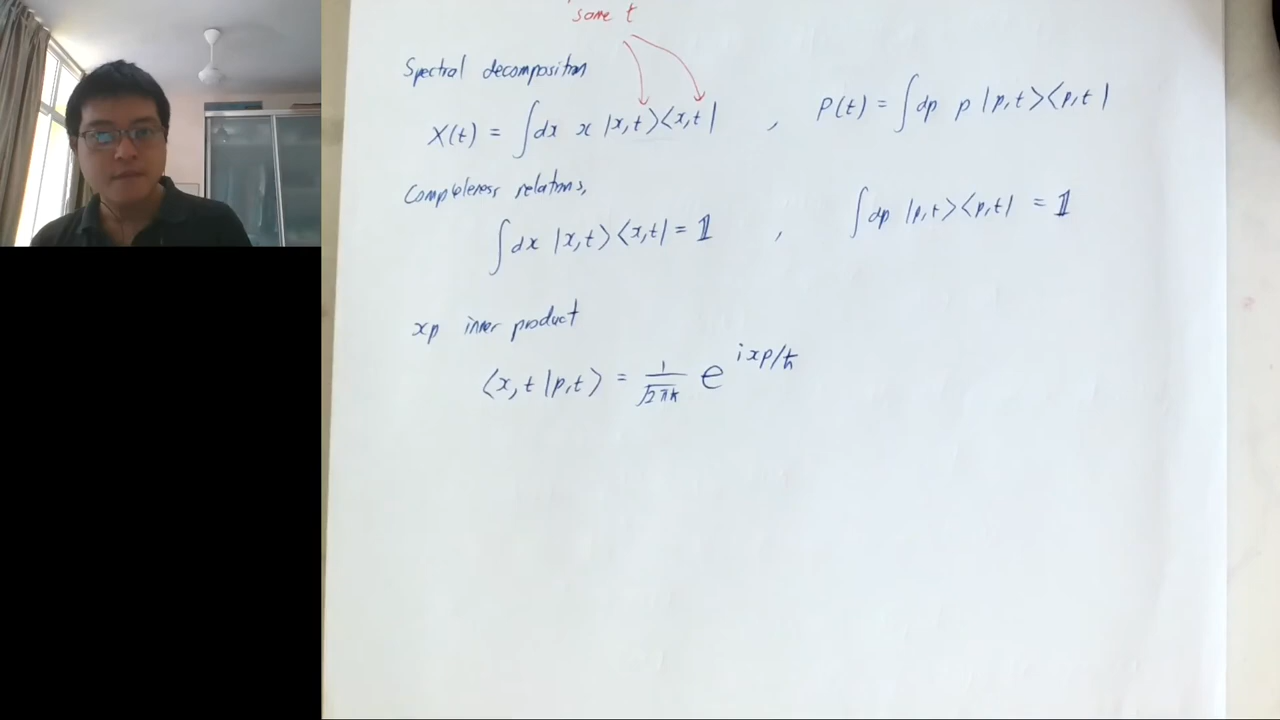 same t
Spectral decomposition
X(t) = ∫dx x |x,t⟩⟨x,t| , P(t) = ∫dp p |p,t⟩⟨p,t|
Completeness relations,
∫dx |x,t⟩⟨x,t| = 𝟙 , ∫dp |p,t⟩⟨p,t| = 𝟙
xp inner product
⟨x,t|p,t⟩ = 1/√2πħ e^{ixp/ħ}